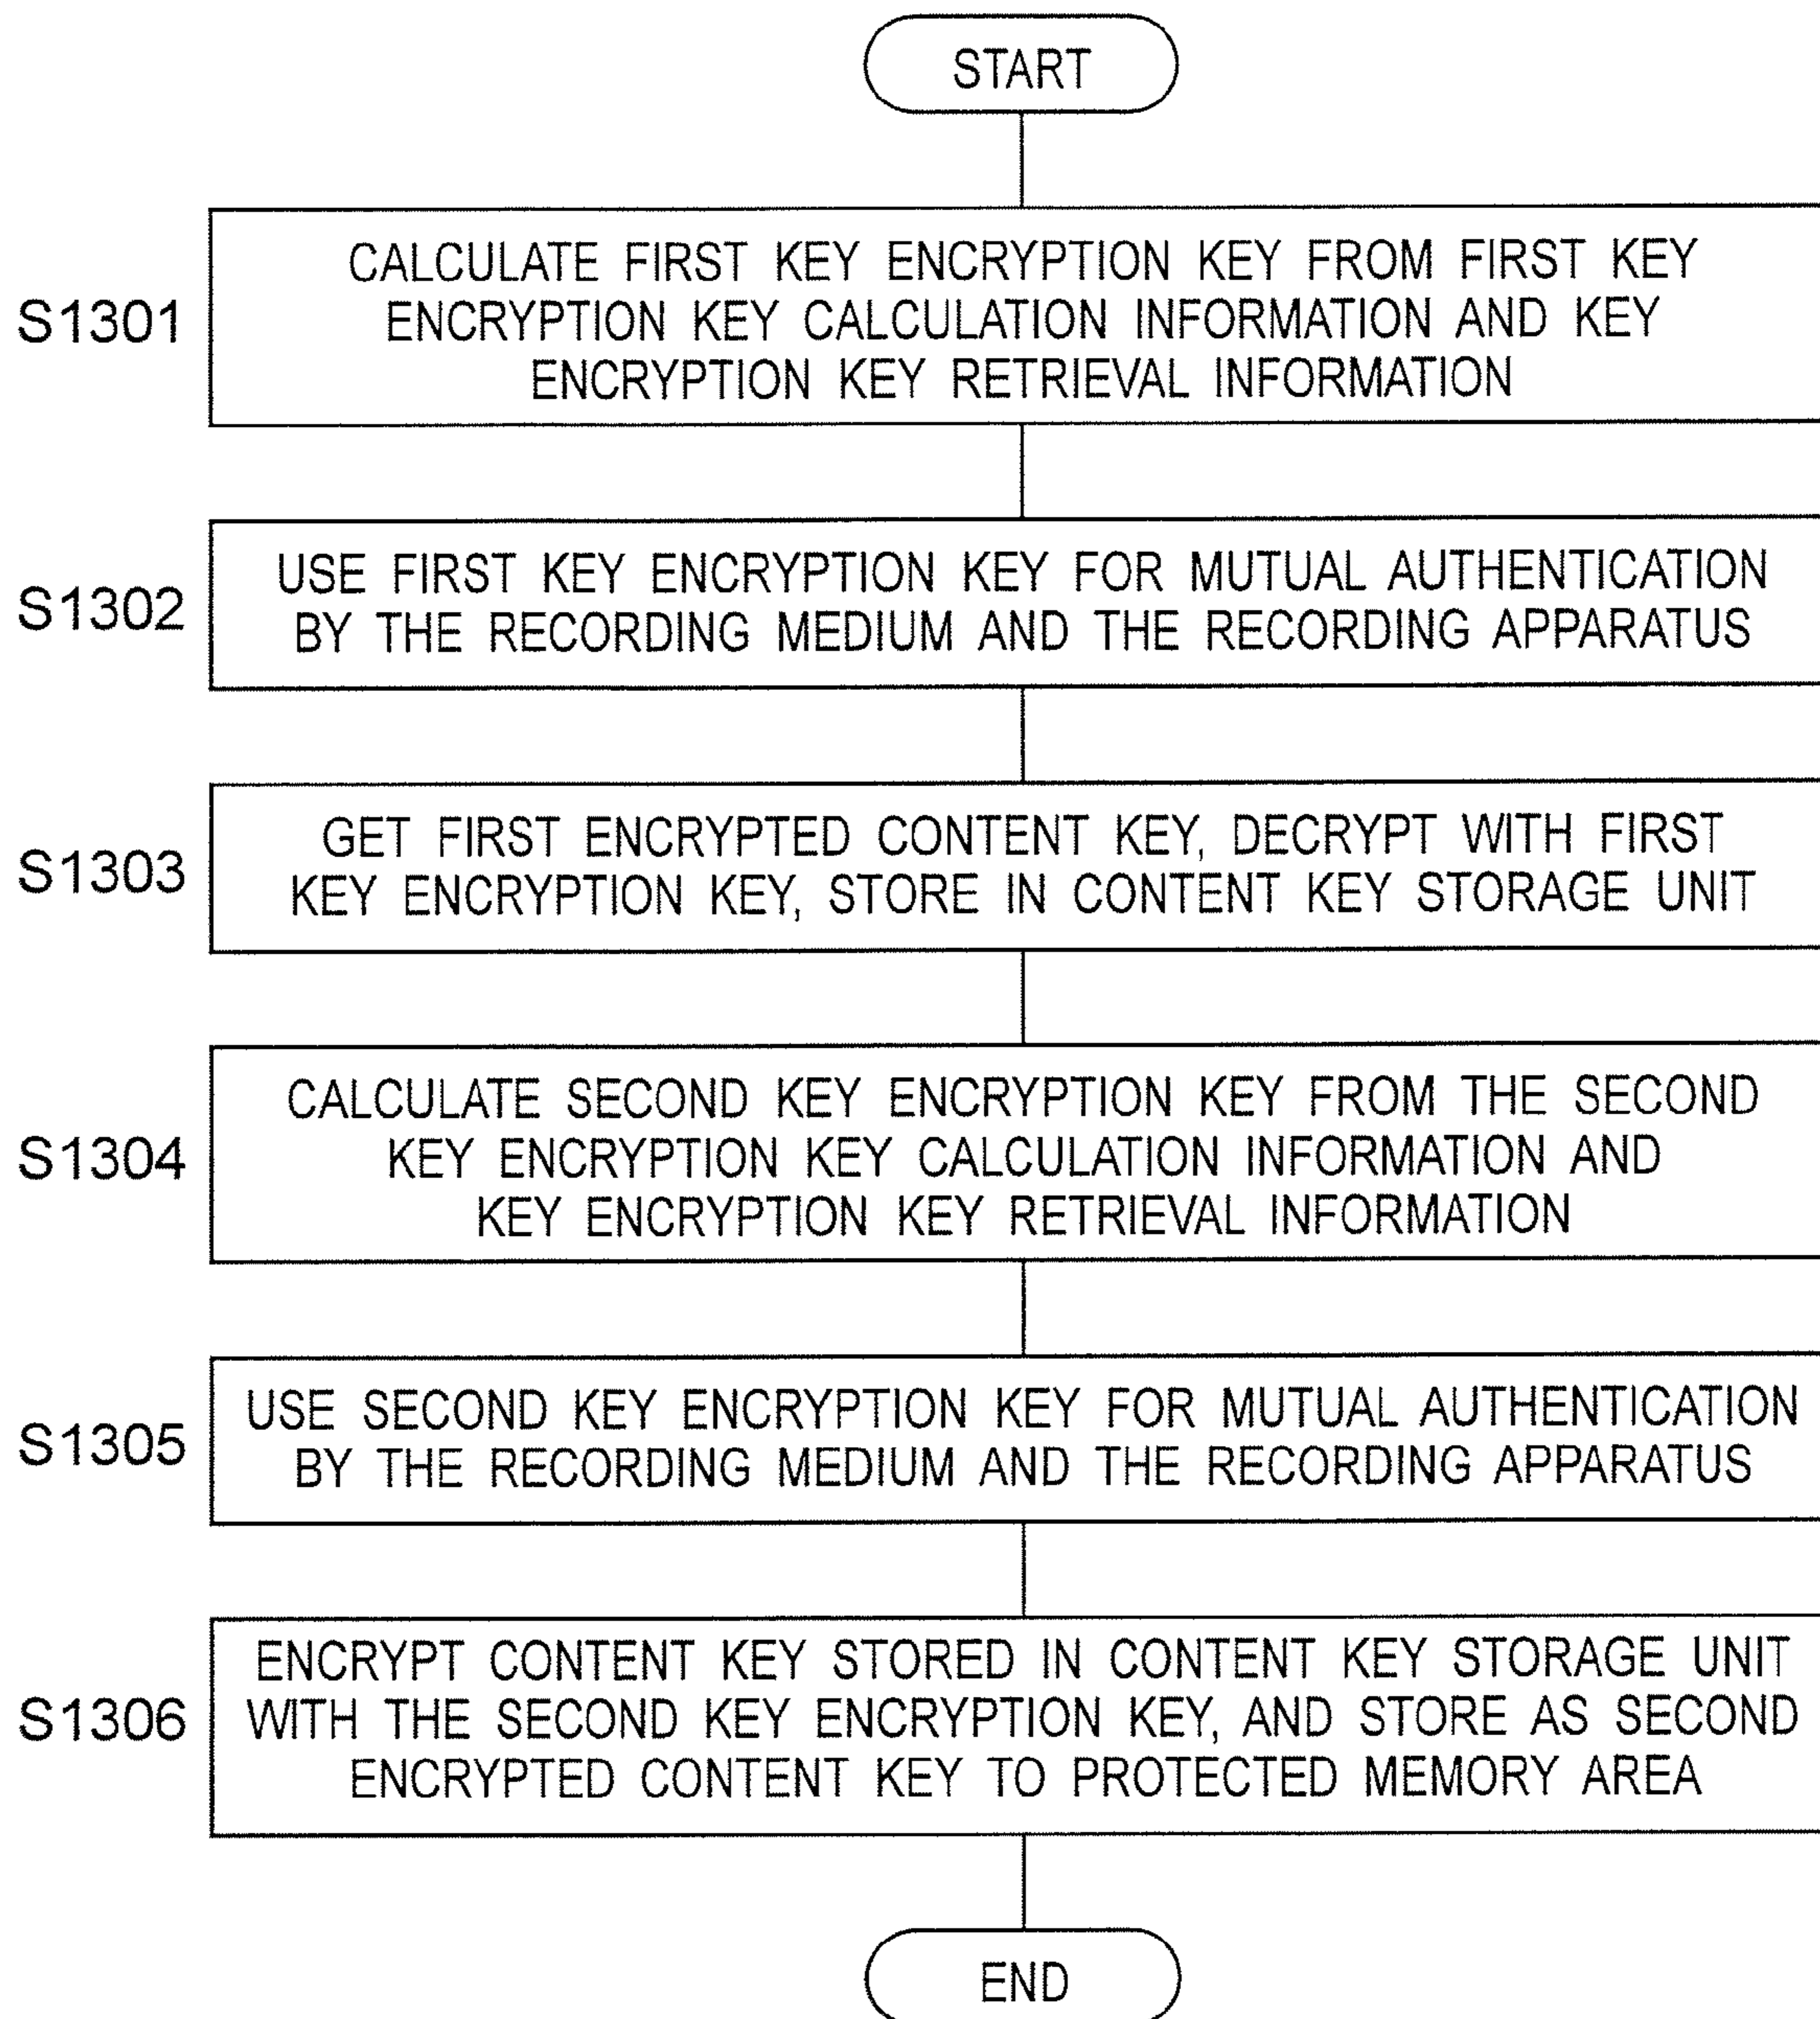 START
S1301
CALCULATE FIRST KEY ENCRYPTION KEY FROM FIRST KEY
ENCRYPTION KEY CALCULATION INFORMATION AND KEY
ENCRYPTION KEY RETRIEVAL INFORMATION
S1302
USE FIRST KEY ENCRYPTION KEY FOR MUTUAL AUTHENTICATION
BY THE RECORDING MEDIUM AND THE RECORDING APPARATUS
S1303
GET FIRST ENCRYPTED CONTENT KEY, DECRYPT WITH FIRST
KEY ENCRYPTION KEY, STORE IN CONTENT KEY STORAGE UNIT
S1304
CALCULATE SECOND KEY ENCRYPTION KEY FROM THE SECOND
KEY ENCRYPTION KEY CALCULATION INFORMATION AND
KEY ENCRYPTION KEY RETRIEVAL INFORMATION
S1305
USE SECOND KEY ENCRYPTION KEY FOR MUTUAL AUTHENTICATION
BY THE RECORDING MEDIUM AND THE RECORDING APPARATUS
S1306
ENCRYPT CONTENT KEY STORED IN CONTENT KEY STORAGE UNIT
WITH THE SECOND KEY ENCRYPTION KEY, AND STORE AS SECOND
ENCRYPTED CONTENT KEY TO PROTECTED MEMORY AREA
END